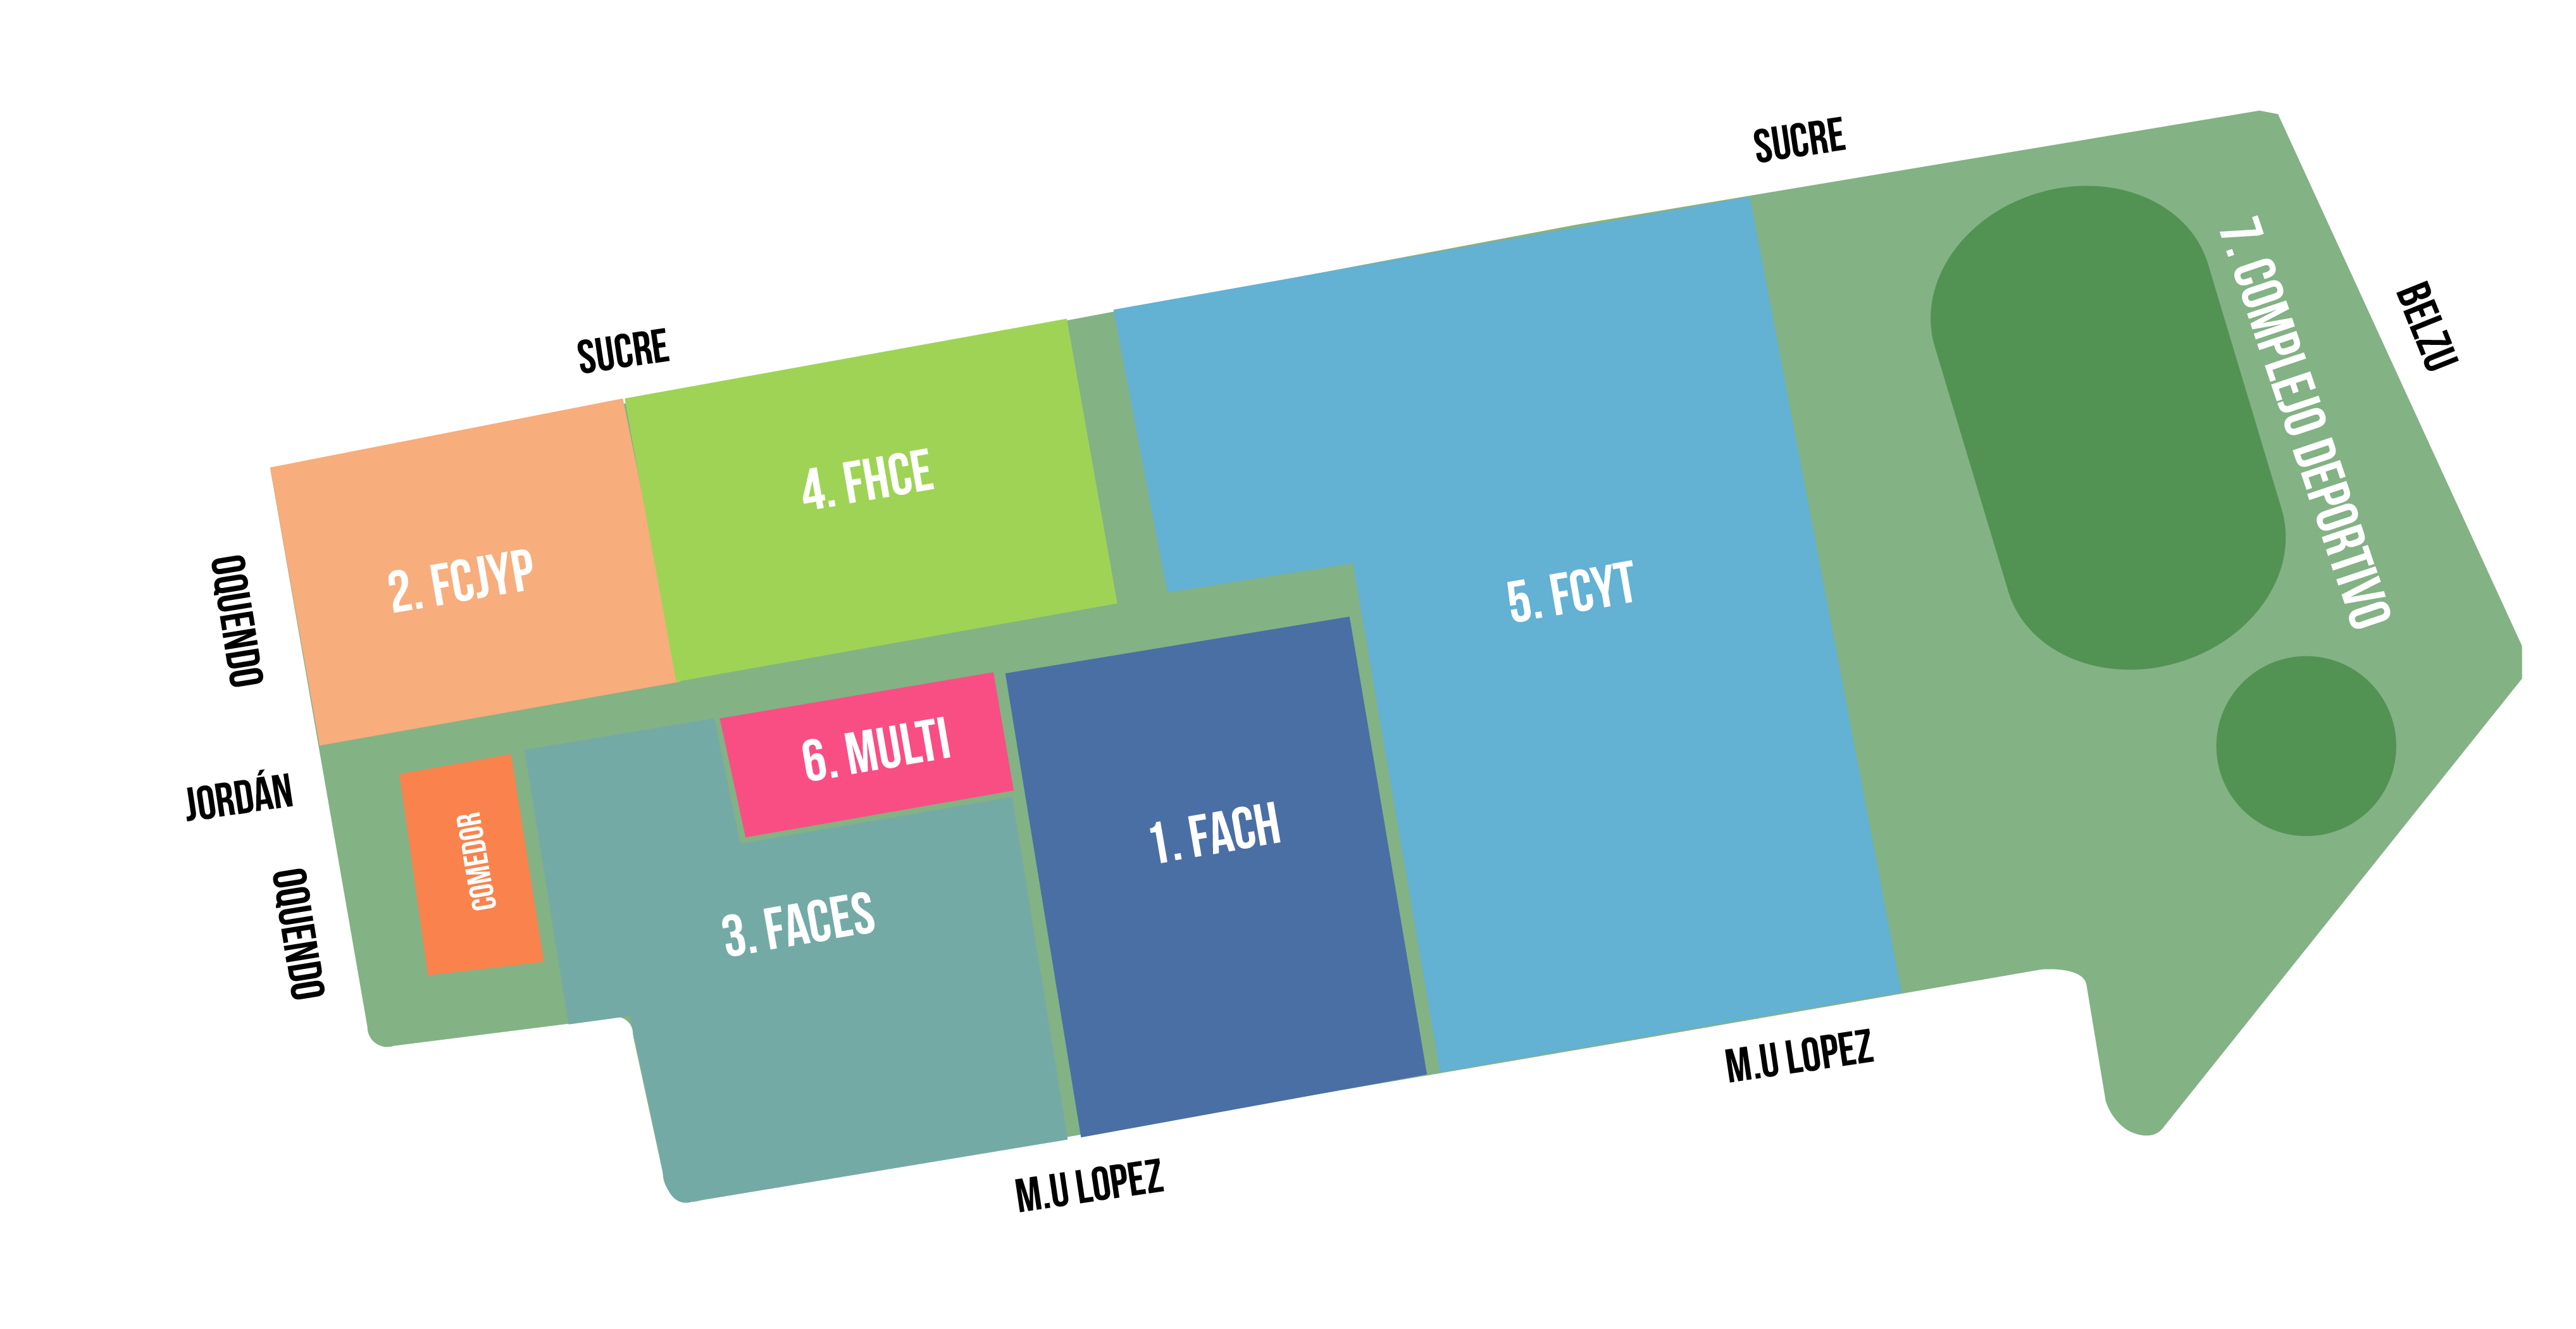 SUCRE
SUCRE
BELZU
7. COMPLEJO DEPORTIVO
4. FHCE
2. FCJYP
5. FCYT
OQUENDO
JORDÁN
6. MULTI
COMEDOR
1. FACH
3. FACES
OQUENDO
M.U LOPEZ
M.U LOPEZ